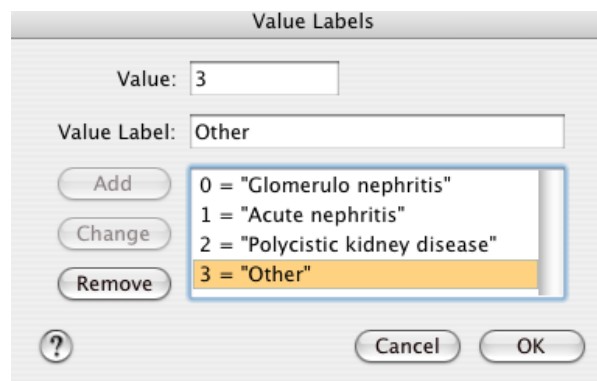 Value Labels
Value: 3
Value Label: Other
Add
Change
Remove
0 = "Glomerulo nephritis"
1 = "Acute nephritis"
2 = "Polycistic kidney disease"
3 = "Other"
?
Cancel
OK